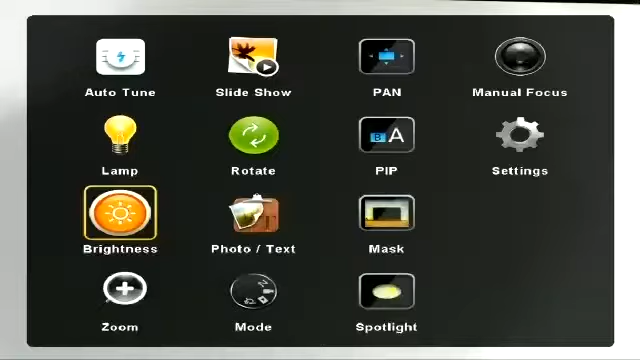 Auto Tune
Slide Show
PAN
Manual Focus
Lamp
Rotate
B A
PIP
Settings
Brightness
Photo / Text
Mask
Zoom
Mode
Spotlight